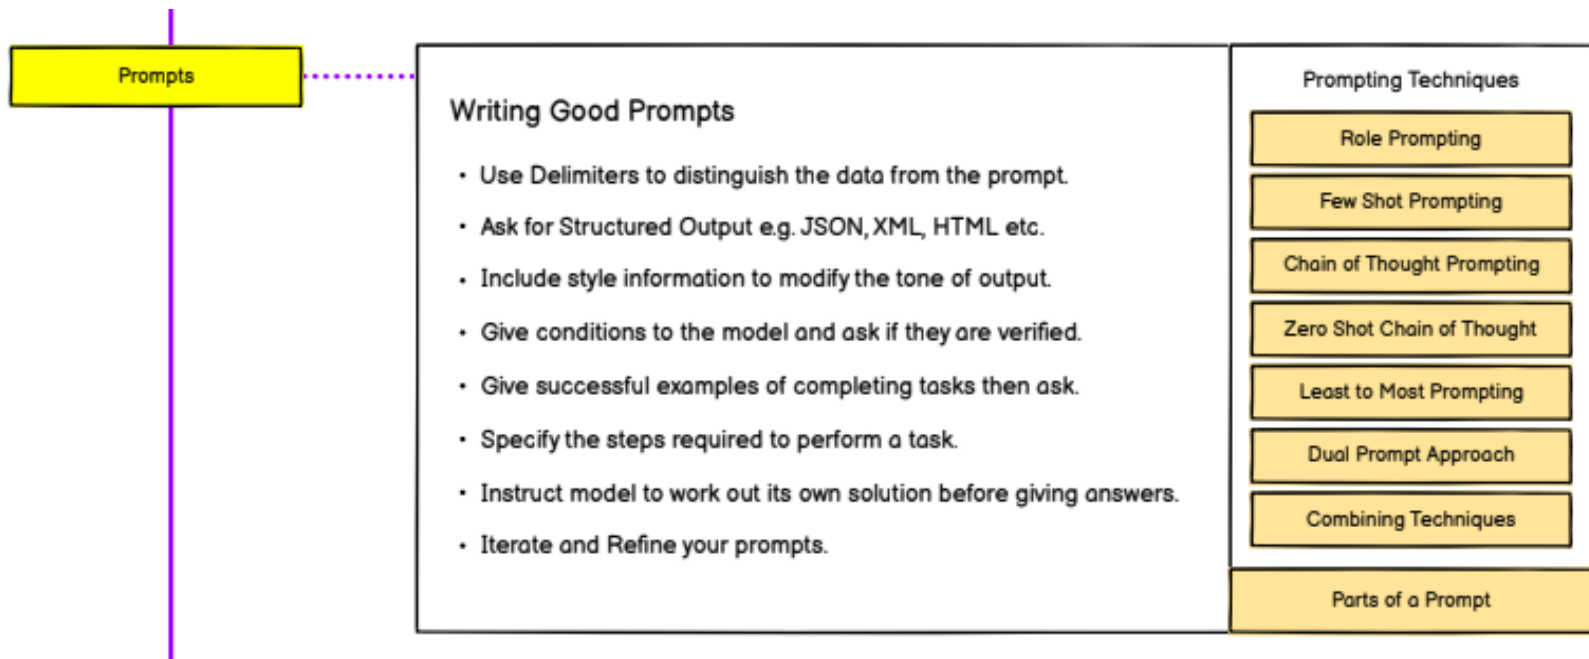 Prompts
Writing Good Prompts
• Use Delimiters to distinguish the data from the prompt.
• Ask for Structured Output e.g. JSON, XML, HTML etc.
• Include style information to modify the tone of output.
• Give conditions to the model and ask if they are verified.
• Give successful examples of completing tasks then ask.
• Specify the steps required to perform a task.
• Instruct model to work out its own solution before giving answers.
• Iterate and Refine your prompts.
Prompting Techniques
Role Prompting
Few Shot Prompting
Chain of Thought Prompting
Zero Shot Chain of Thought
Least to Most Prompting
Dual Prompt Approach
Combining Techniques
Parts of a Prompt